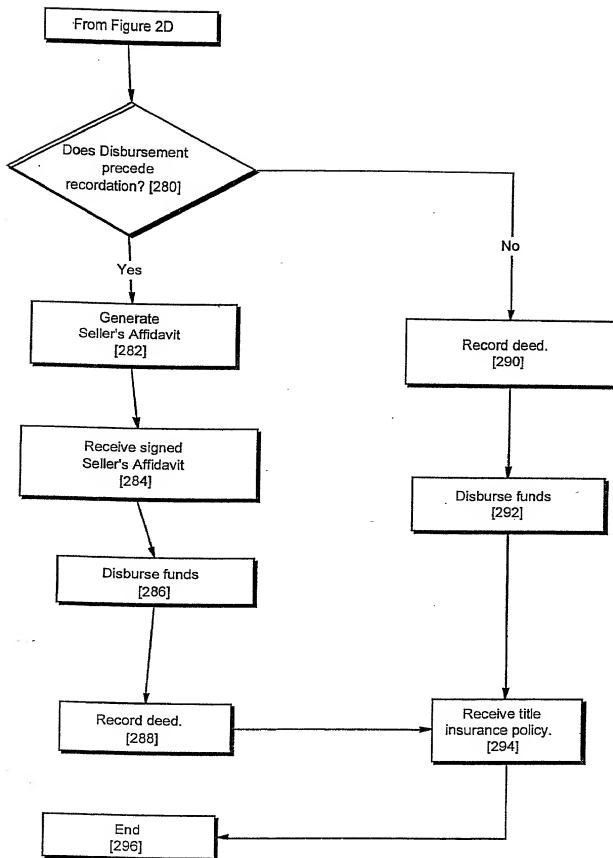 From Figure 2D
Does Disbursement
precede
recordation? [280]
Yes
No
Generate
Seller's Affidavit
[282]
Record deed.
[290]
Receive signed
Seller's Affidavit
[284]
Disburse funds
[292]
Disburse funds
[286]
Record deed.
[288]
Receive title
insurance policy.
[294]
End
[296]